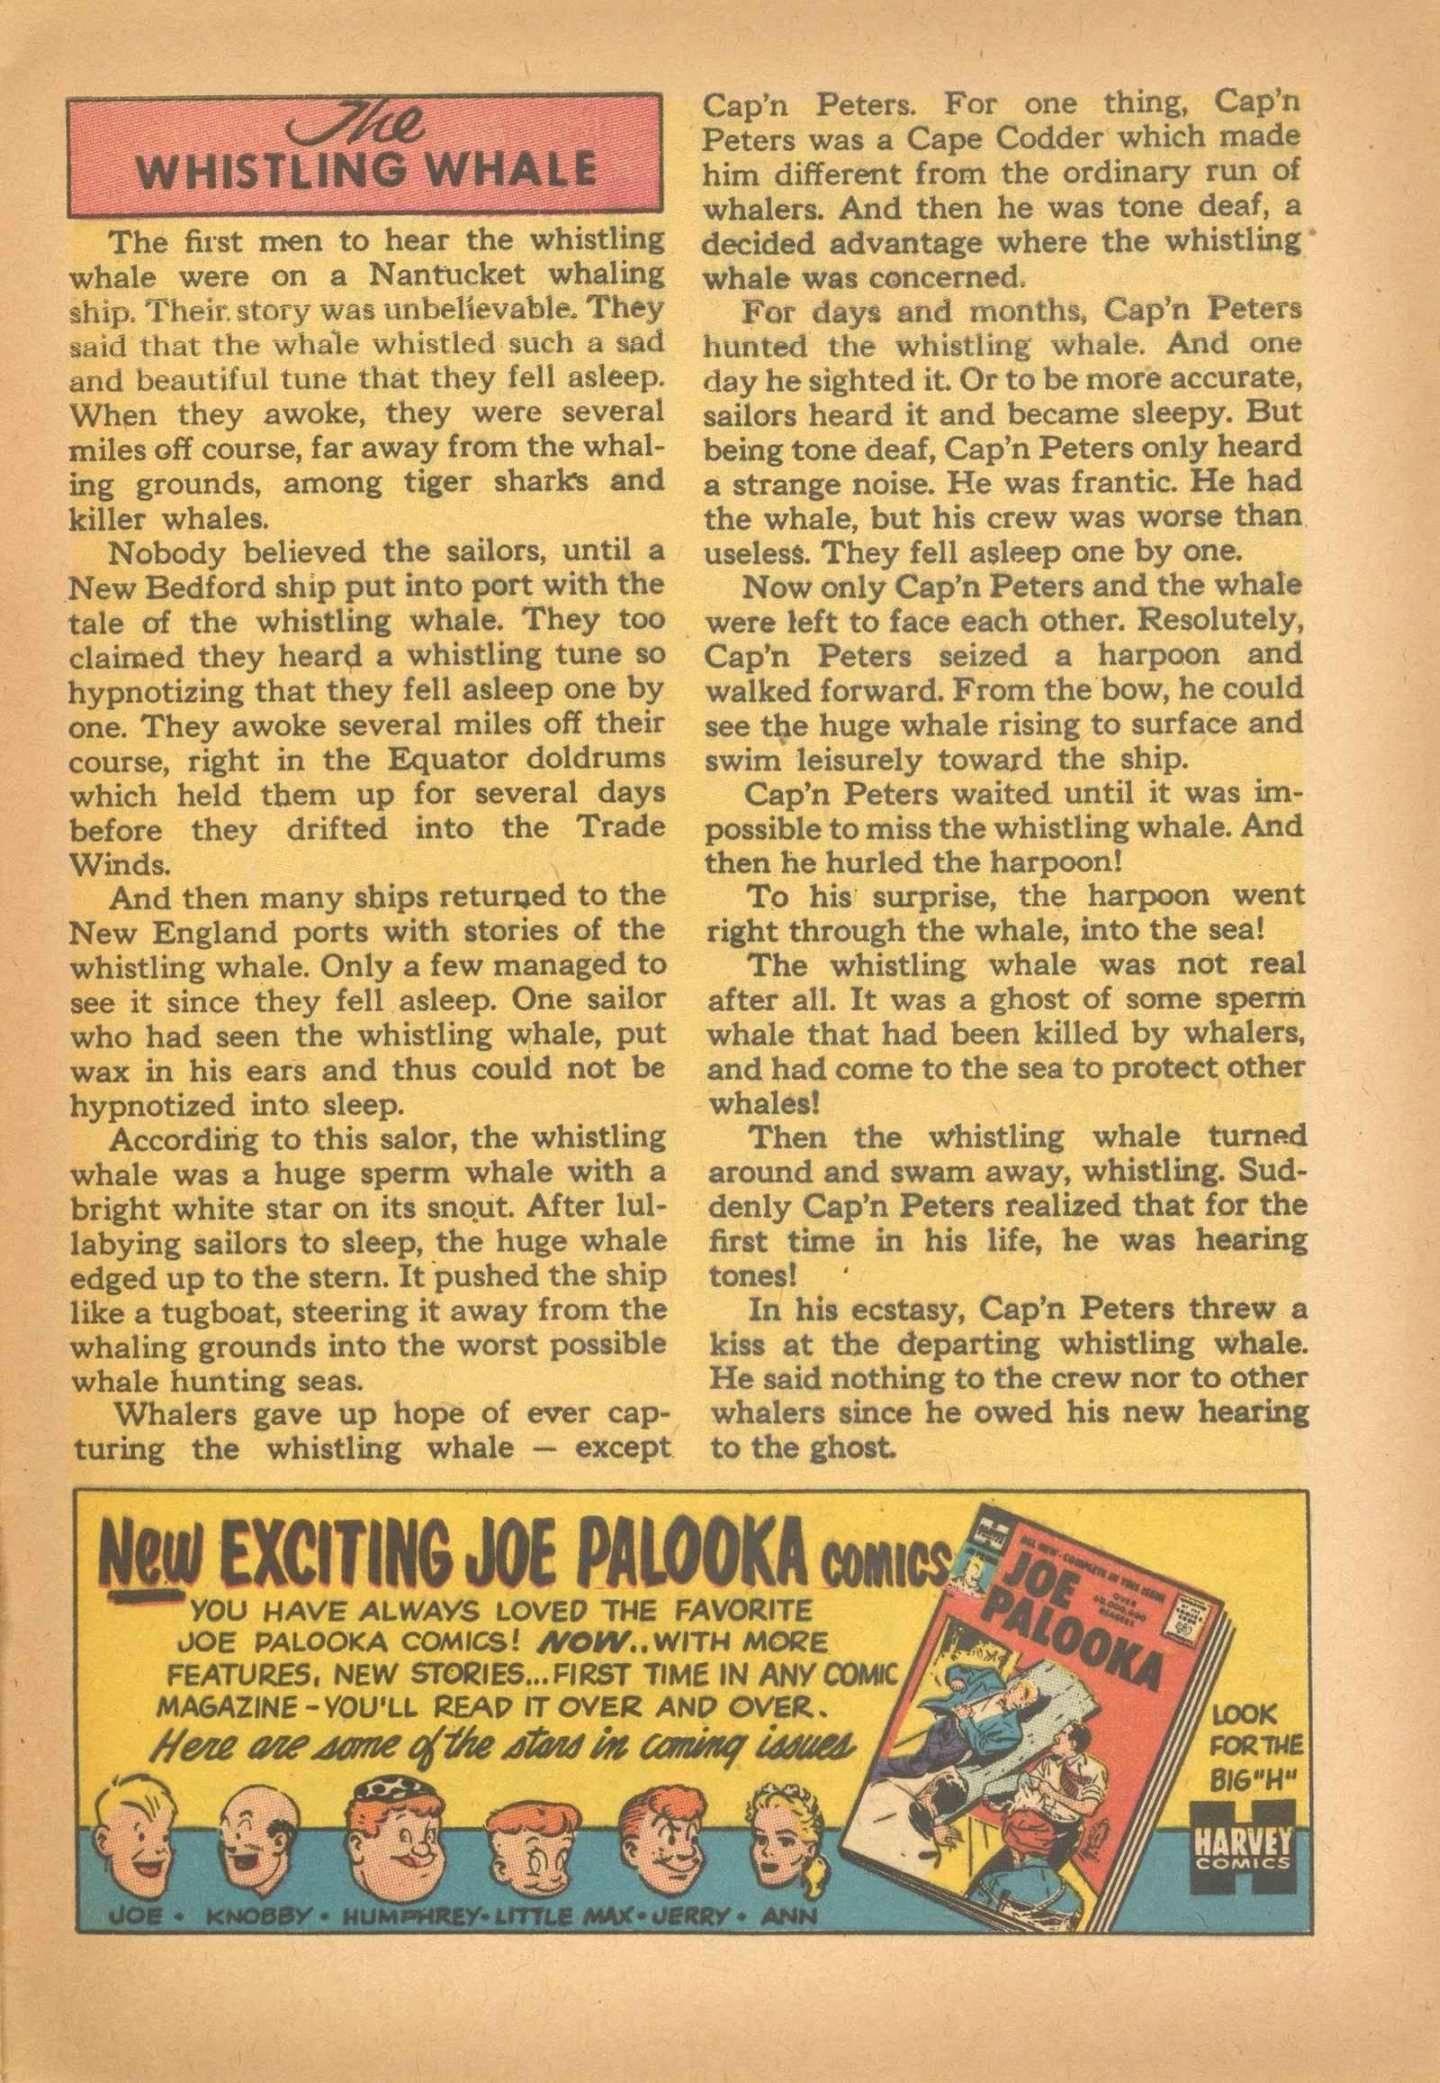 The
WHISTLING WHALE
The first men to hear the whistling
whale were on a Nantucket whaling
ship. Their story was unbelievable. They
said that the whale whistled such a sad
and beautiful tune that they fell asleep.
When they awoke, they were several
miles off course, far away from the whal-
ing grounds, among tiger sharks and
killer whales.
Nobody believed the sailors, until a
New Bedford ship put into port with the
tale of the whistling whale. They too
claimed they heard a whistling tune so
hypnotizing that they fell asleep one by
one. They awoke several miles off their
course, right in the Equator doldrums
which held them up for several days
before they drifted into the Trade
Winds.
And then many ships returned to the
New England ports with stories of the
whistling whale. Only a few managed to
see it since they fell asleep. One sailor
who had seen the whistling whale, put
wax in his ears and thus could not be
hypnotized into sleep.
According to this salor, the whistling
whale was a huge sperm whale with a
bright white star on its snout. After lul-
labying sailors to sleep, the huge whale
edged up to the stern. It pushed the ship
like a tugboat, steering it away from the
whaling grounds into the worst possible
whale hunting seas.
Whalers gave up hope of ever cap-
turing the whistling whale — except
Cap'n Peters. For one thing, Cap'n
Peters was a Cape Codder which made
him different from the ordinary run of
whalers. And then he was tone deaf, a
decided advantage where the whistling
whale was concerned.
For days and months, Cap'n Peters
hunted the whistling whale. And one
day he sighted it. Or to be more accurate,
sailors heard it and became sleepy. But
being tone deaf, Cap'n Peters only heard
a strange noise. He was frantic. He had
the whale, but his crew was worse than
useless. They fell asleep one by one.
Now only Cap'n Peters and the whale
were left to face each other. Resolutely,
Cap'n Peters seized a harpoon and
walked forward. From the bow, he could
see the huge whale rising to surface and
swim leisurely toward the ship.
Cap'n Peters waited until it was im-
possible to miss the whistling whale. And
then he hurled the harpoon!
To his surprise, the harpoon went
right through the whale, into the sea!
The whistling whale was not real
after all. It was a ghost of some sperm
whale that had been killed by whalers,
and had come to the sea to protect other
whales!
Then the whistling whale turned
around and swam away, whistling. Sud-
denly Cap'n Peters realized that for the
first time in his life, he was hearing
tones!
In his ecstasy, Cap'n Peters threw a
kiss at the departing whistling whale.
He said nothing to the crew nor to other
whalers since he owed his new hearing
to the ghost.
New EXCITING JOE PALOOKA COMICS
YOU HAVE ALWAYS LOVED THE FAVORITE
JOE PALOOKA COMICS! NOW..WITH MORE
FEATURES, NEW STORIES...FIRST TIME IN ANY COMIC
MAGAZINE-YOU'LL READ IT OVER AND OVER.
Here are some of the stars in coming issues
JOE • KNOBBY • HUMPHREY • LITTLE MAX • JERRY • ANN
ALL NEW - COMPLETE IN THIS ISSUE
OVER
40,000,000
READERS
JOE
PALOOKA
LOOK
FOR THE
BIG "H"
HARVEY
COMICS